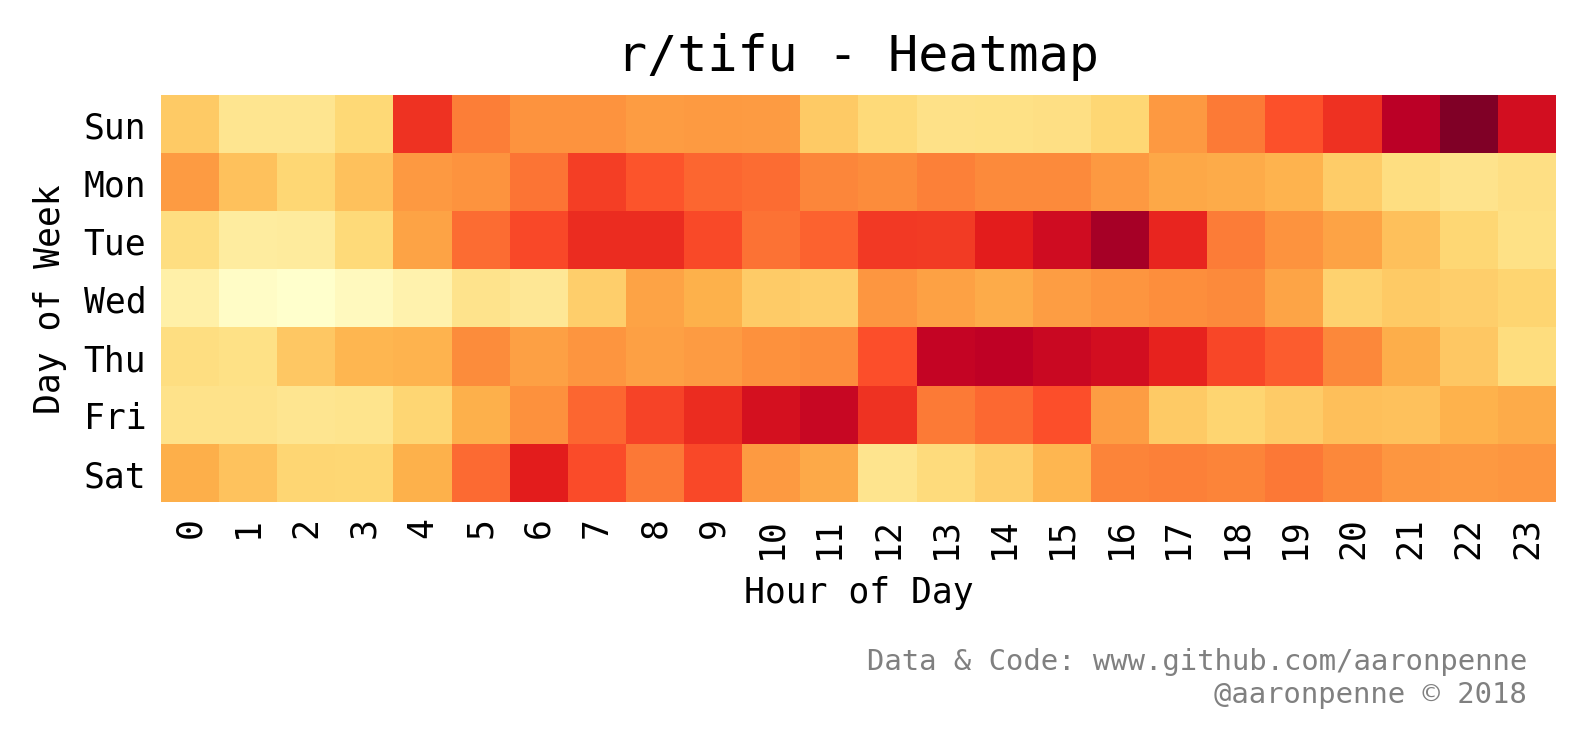 r/tifu - Heatmap
Day of Week
Sun
Mon
Tue
Wed
Thu
Fri
Sat
0 1 2 3 4 5 6 7 8 9 10 11 12 13 14 15 16 17 18 19 20 21 22 23
Hour of Day
Data & Code: www.github.com/aaronpenne
@aaronpenne © 2018